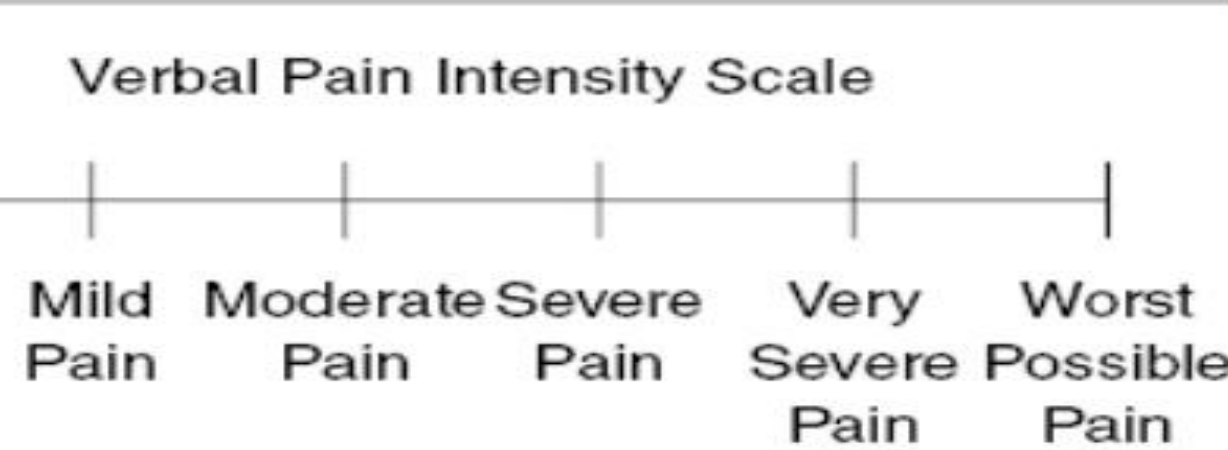 Verbal Pain Intensity Scale
Mild Moderate Severe Very Worst
Pain Pain Pain Severe Possible
Pain Pain